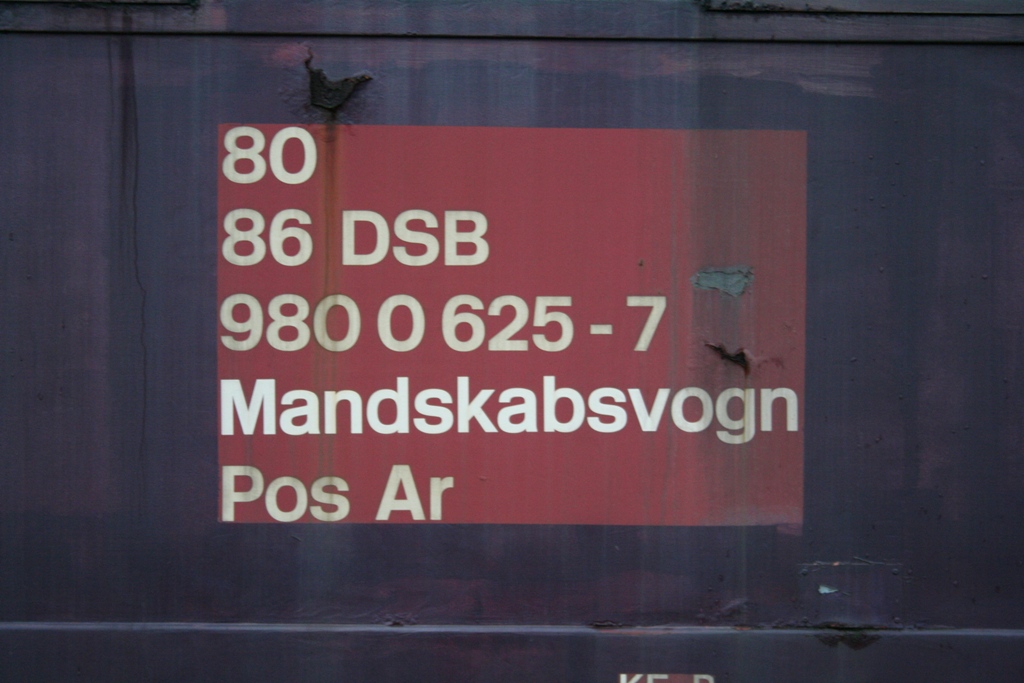 80
86 DSB
980 0 625-7
Mandskabsvogn
Pos Ar